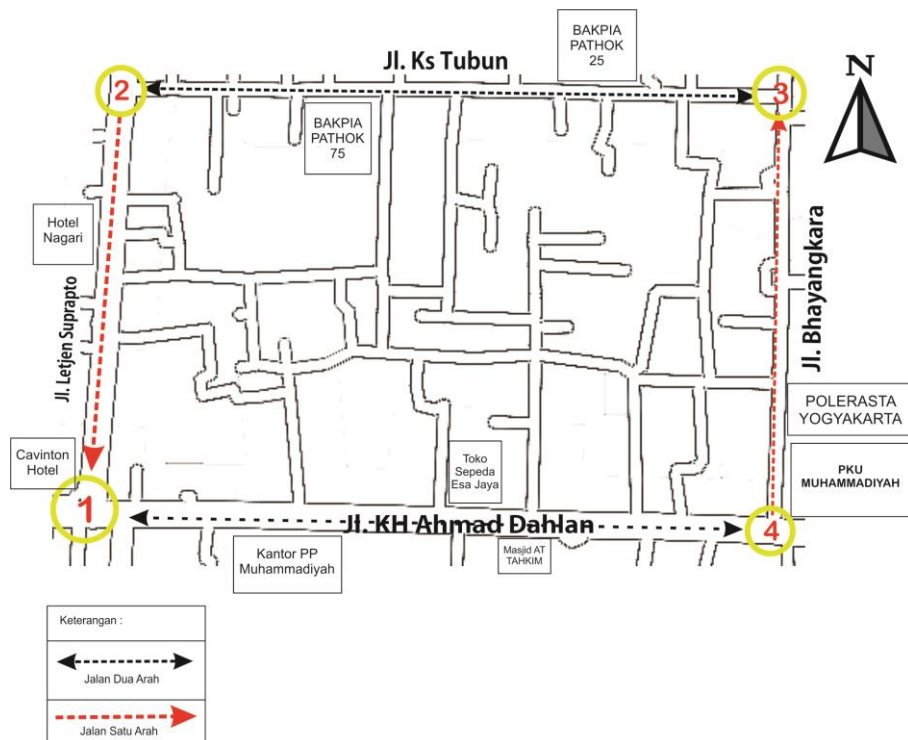 BAKPIA
PATHOK
25
Jl. Ks Tubun
N
2
3
BAKPIA
PATHOK
75
Hotel
Nagari
Jl. Letjen Suprapto
Jl. Bhayangkara
POLERASTA
YOGYAKARTA
Cavinton
Hotel
Toko
Sepeda
Esa Jaya
PKU
MUHAMMADIYAH
1
Jl. KH Ahmad Dahlan
4
Kantor PP
Muhammadiyah
Masjid AT
TAHKIM
Keterangan :
Jalan Dua Arah
Jalan Satu Arah